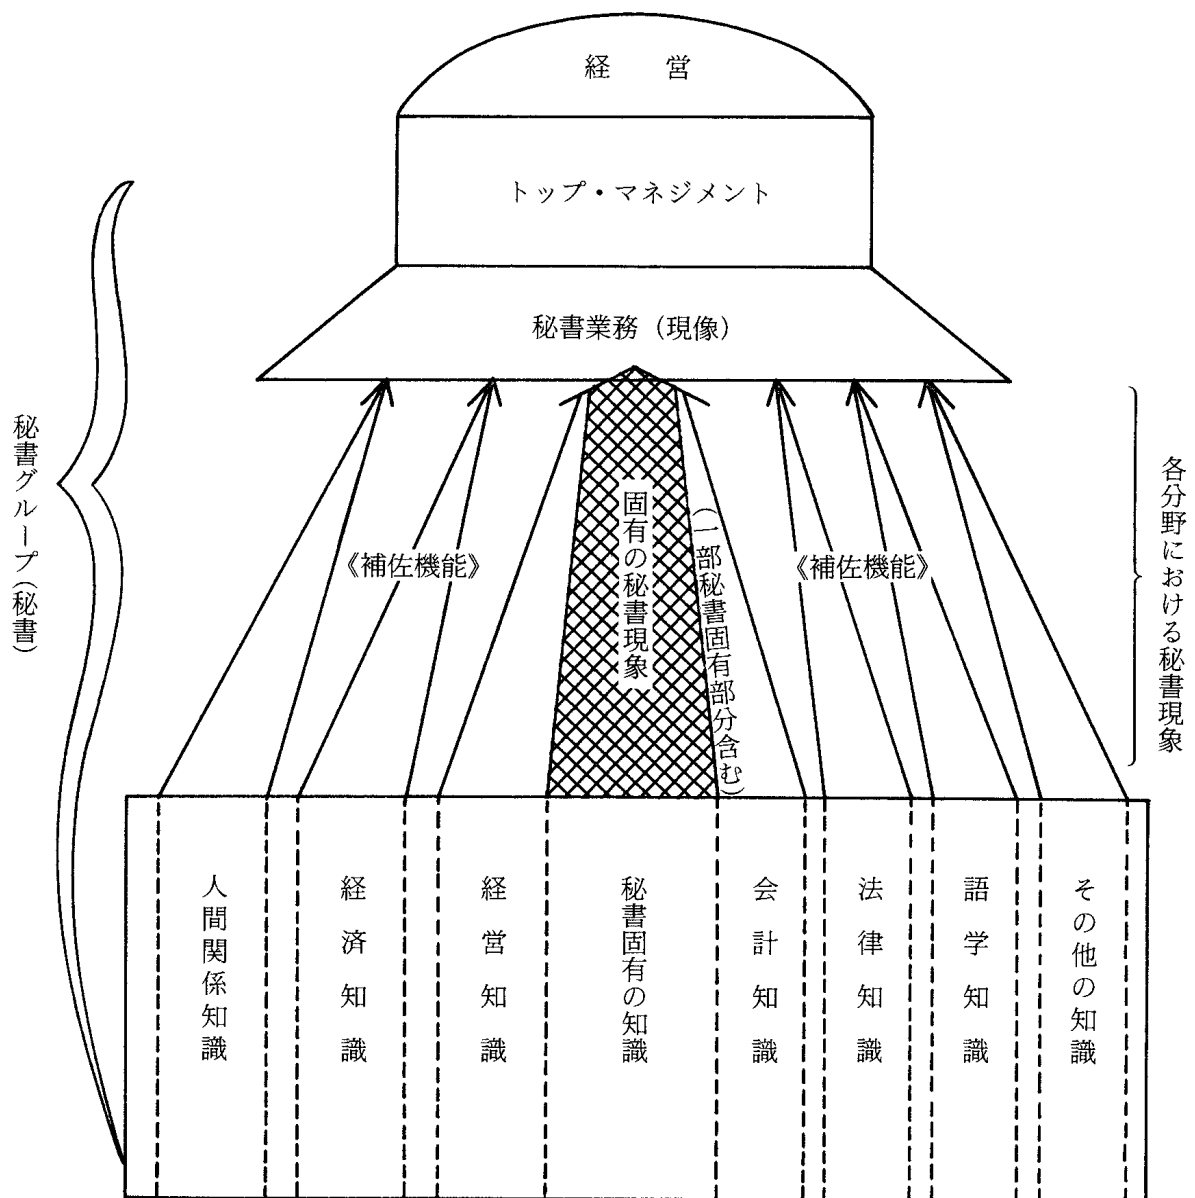 経　営
トップ・マネジメント
秘書業務（現像）
秘書グループ（秘書）
《補佐機能》
固有の秘書現象
（一部秘書固有部分含む）
《補佐機能》
各分野における秘書現象
人間関係知識
経済知識
経営知識
秘書固有の知識
会計知識
法律知識
語学知識
その他の知識